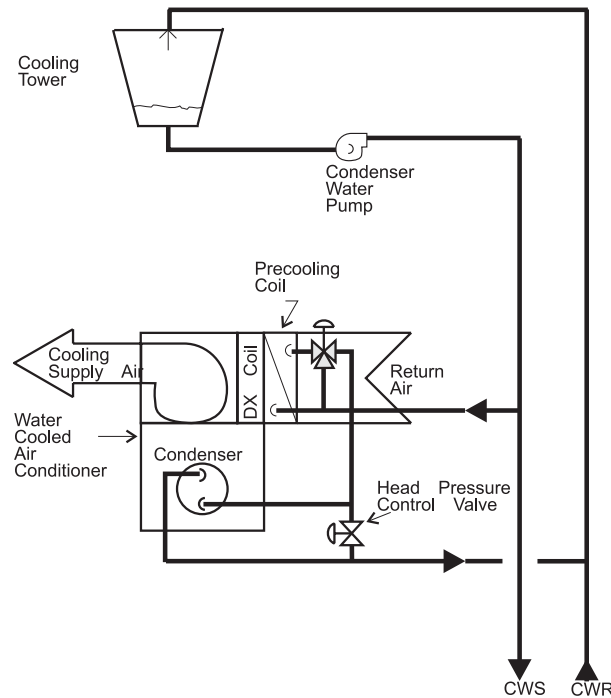 Cooling
Tower
Condenser
Water
Pump
Precooling
Coil
Cooling
Supply Air
DX Coil
Return
Air
Water
Cooled
Air
Conditioner
Condenser
Head Pressure
Control Valve
CWS
CWR